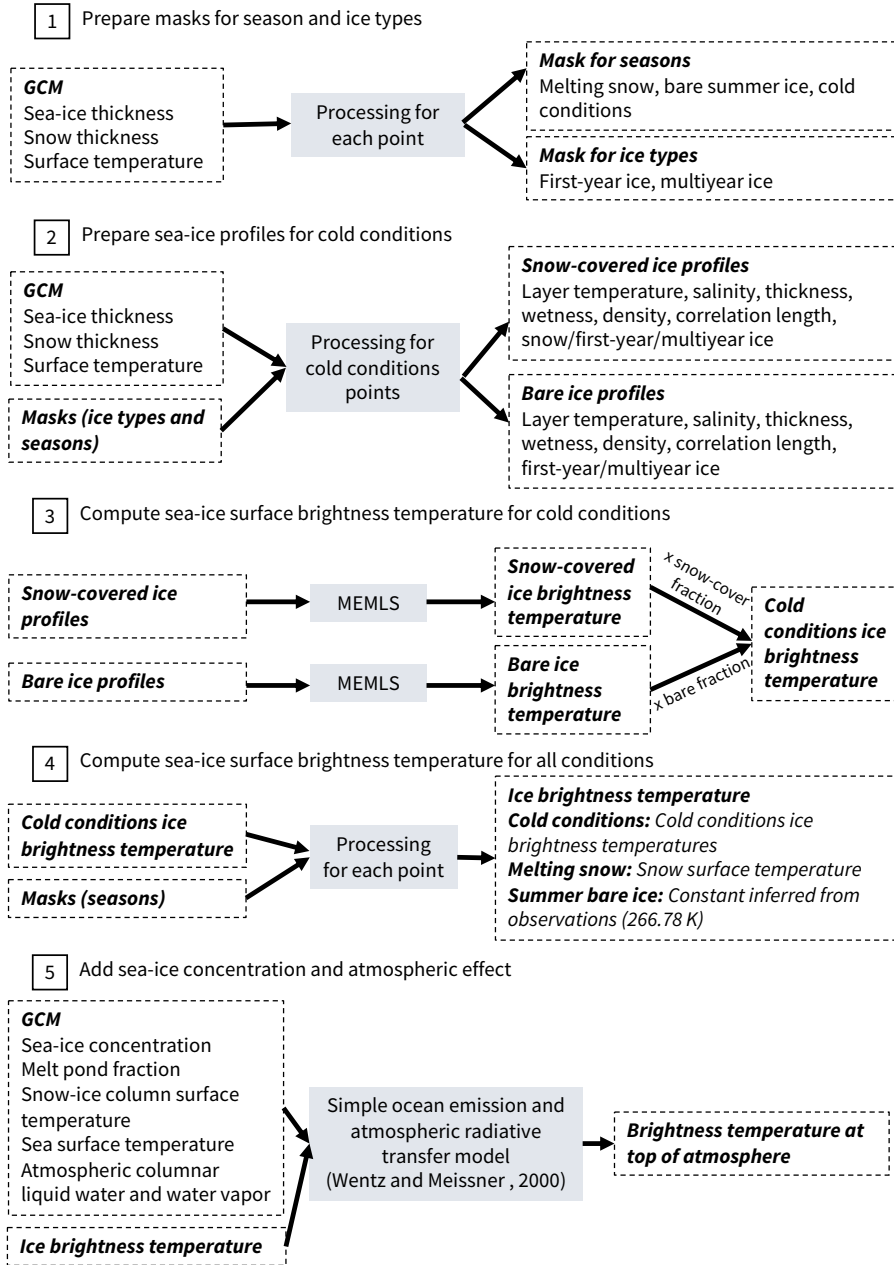 1 Prepare masks for season and ice types
GCM
Sea-ice thickness
Snow thickness
Surface temperature
Processing for
each point
Mask for seasons
Melting snow, bare summer ice, cold
conditions
Mask for ice types
First-year ice, multiyear ice
2 Prepare sea-ice profiles for cold conditions
GCM
Sea-ice thickness
Snow thickness
Surface temperature
Masks (ice types and
seasons)
Processing for
cold conditions
points
Snow-covered ice profiles
Layer temperature, salinity, thickness,
wetness, density, correlation length,
snow/first-year/multiyear ice
Bare ice profiles
Layer temperature, salinity, thickness,
wetness, density, correlation length,
first-year/multiyear ice
3 Compute sea-ice surface brightness temperature for cold conditions
Snow-covered ice
profiles
MEMLS
Snow-covered
ice brightness
temperature
x snow-cover
fraction
Bare ice profiles
MEMLS
Bare ice
brightness
temperature
x bare fraction
Cold
conditions ice
brightness
temperature
4 Compute sea-ice surface brightness temperature for all conditions
Cold conditions ice
brightness temperature
Masks (seasons)
Processing
for each point
Ice brightness temperature
Cold conditions: Cold conditions ice
brightness temperatures
Melting snow: Snow surface temperature
Summer bare ice: Constant inferred from
observations (266.78 K)
5 Add sea-ice concentration and atmospheric effect
GCM
Sea-ice concentration
Melt pond fraction
Snow-ice column surface
temperature
Sea surface temperature
Atmospheric columnar
liquid water and water vapor
Ice brightness temperature
Simple ocean emission and
atmospheric radiative
transfer model
(Wentz and Meissner , 2000)
Brightness temperature at
top of atmosphere